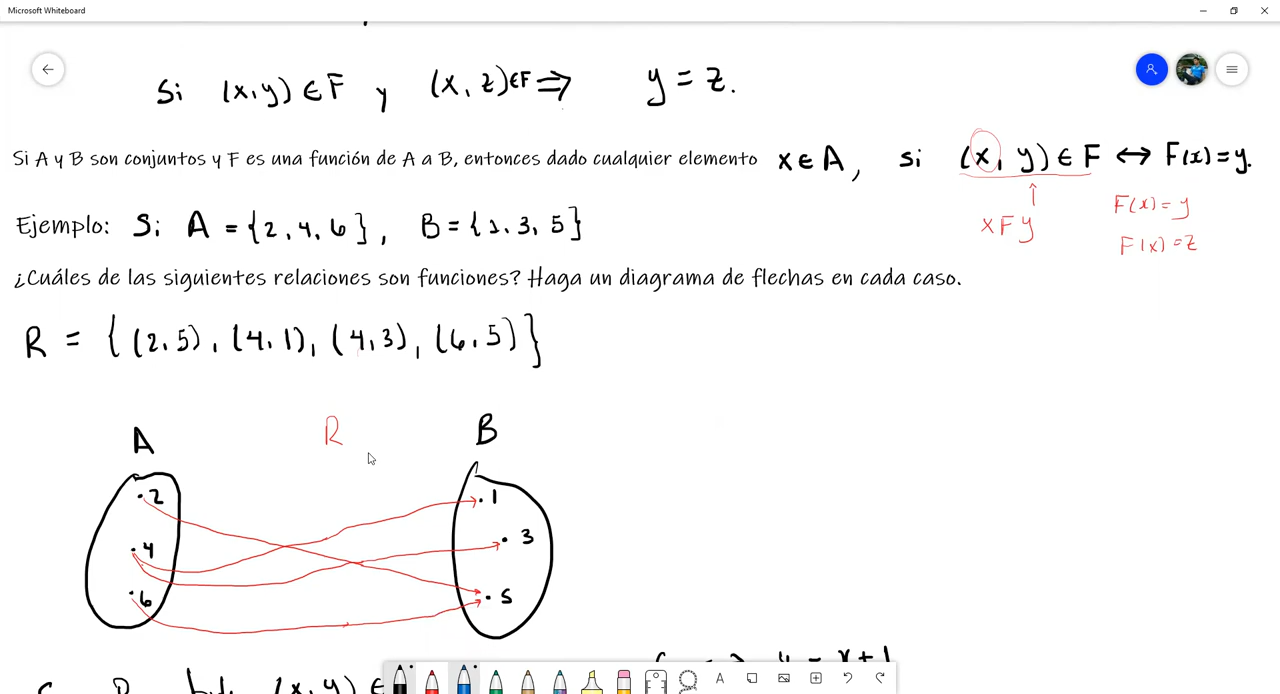 Microsoft Whiteboard
Si (x,y) ∈ F y (x, z) ∈ F ⇒ y = z.
Si A y B son conjuntos y F es una función de A a B, entonces dado cualquier elemento x ∈ A, si (x, y) ∈ F ↔ F(x) = y.
F(x) = y
x F y
F(x) = z
Ejemplo: Si A = {2, 4, 6}, B = {1, 3, 5}
¿Cuáles de las siguientes relaciones son funciones? Haga un diagrama de flechas en cada caso.
R = {(2,5), (4,1), (4,3), (6,5)}
A R B
2 1
4 3
6 5
y = x + 1
(x, y) ∈
A